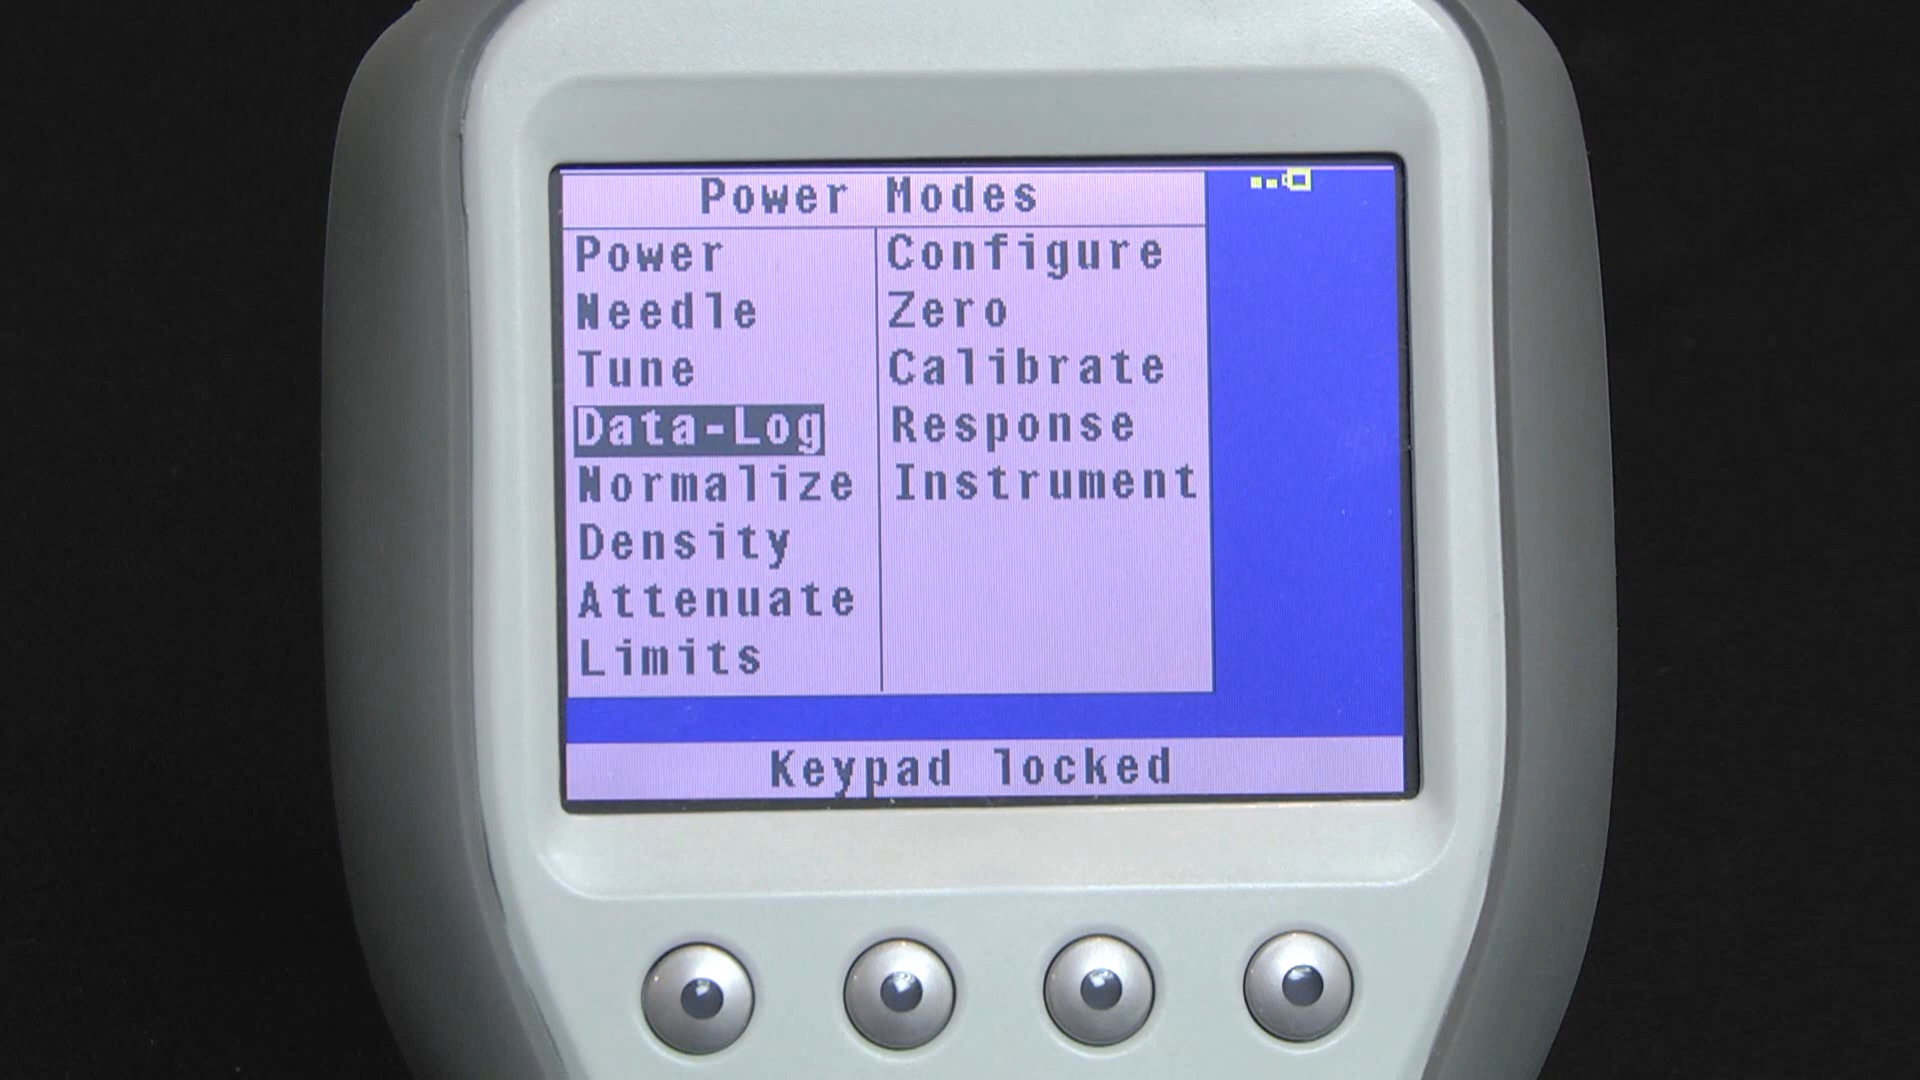 Power Modes
Power
Needle
Tune
Data-Log
Normalize
Density
Attenuate
Limits
Configure
Zero
Calibrate
Response
Instrument
Keypad locked